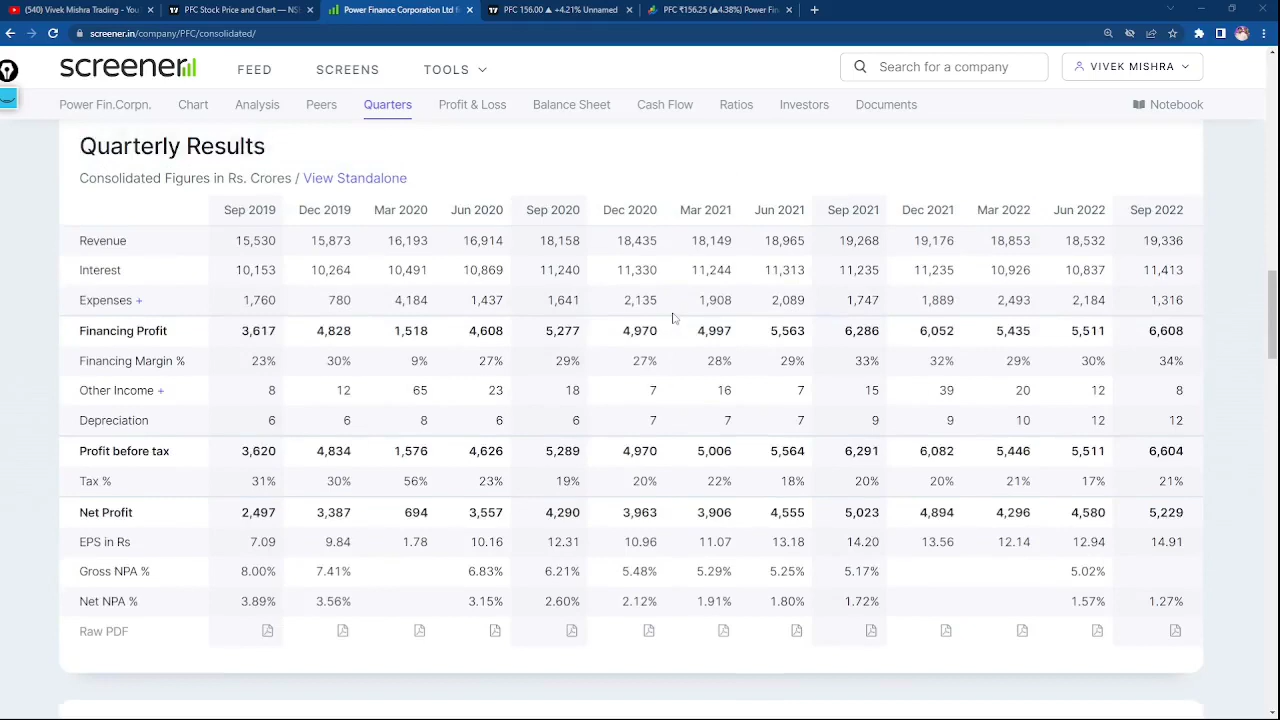 (540) Vivek Mishra Trading - You
PFC Stock Price and Chart — NSE
Power Finance Corporation Ltd f
PFC 156.00 ▲ +4.21% Unnamed
PFC ₹156.25 (▲4.38%) Power Fin
screener.in/company/PFC/consolidated/
screener
FEED SCREENS TOOLS
Search for a company
VIVEK MISHRA
Power Fin.Corpn. Chart Analysis Peers Quarters Profit & Loss Balance Sheet Cash Flow Ratios Investors Documents Notebook
Quarterly Results
Consolidated Figures in Rs. Crores / View Standalone
Sep 2019 Dec 2019 Mar 2020 Jun 2020 Sep 2020 Dec 2020 Mar 2021 Jun 2021 Sep 2021 Dec 2021 Mar 2022 Jun 2022 Sep 2022
Revenue 15,530 15,873 16,193 16,914 18,158 18,435 18,149 18,965 19,268 19,176 18,853 18,532 19,336
Interest 10,153 10,264 10,491 10,869 11,240 11,330 11,244 11,313 11,235 11,235 10,926 10,837 11,413
Expenses + 1,760 780 4,184 1,437 1,641 2,135 1,908 2,089 1,747 1,889 2,493 2,184 1,316
Financing Profit 3,617 4,828 1,518 4,608 5,277 4,970 4,997 5,563 6,286 6,052 5,435 5,511 6,608
Financing Margin % 23% 30% 9% 27% 29% 27% 28% 29% 33% 32% 29% 30% 34%
Other Income + 8 12 65 23 18 7 16 7 15 39 20 12 8
Depreciation 6 6 8 6 6 7 7 7 9 9 10 12 12
Profit before tax 3,620 4,834 1,576 4,626 5,289 4,970 5,006 5,564 6,291 6,082 5,446 5,511 6,604
Tax % 31% 30% 56% 23% 19% 20% 22% 18% 20% 20% 21% 17% 21%
Net Profit 2,497 3,387 694 3,557 4,290 3,963 3,906 4,555 5,023 4,894 4,296 4,580 5,229
EPS in Rs 7.09 9.84 1.78 10.16 12.31 10.96 11.07 13.18 14.20 13.56 12.14 12.94 14.91
Gross NPA % 8.00% 7.41% 6.83% 6.21% 5.48% 5.29% 5.25% 5.17% 5.02%
Net NPA % 3.89% 3.56% 3.15% 2.60% 2.12% 1.91% 1.80% 1.72% 1.57% 1.27%
Raw PDF